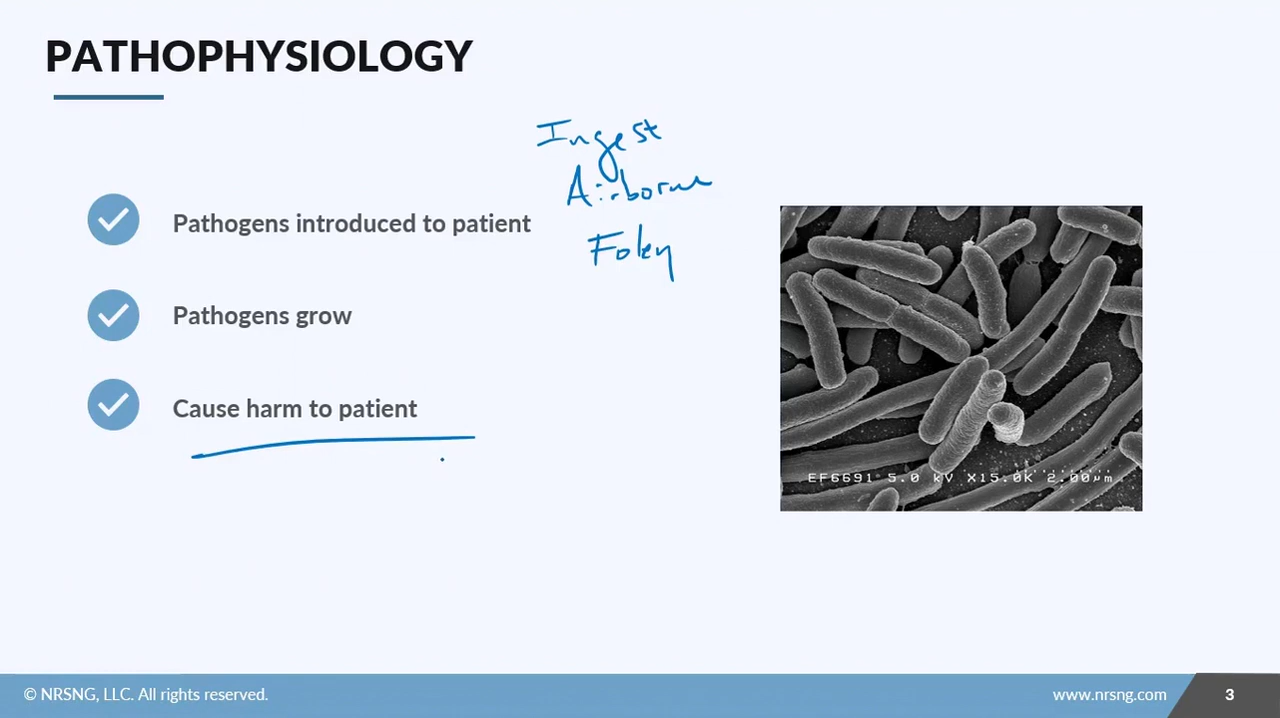 PATHOPHYSIOLOGY
Ingest
Airborne
Foley
Pathogens introduced to patient
Pathogens grow
Cause harm to patient
EF6691 5.0 kV X15.0K 2.00µm
© NRSNG, LLC. All rights reserved.
www.nrsng.com
3